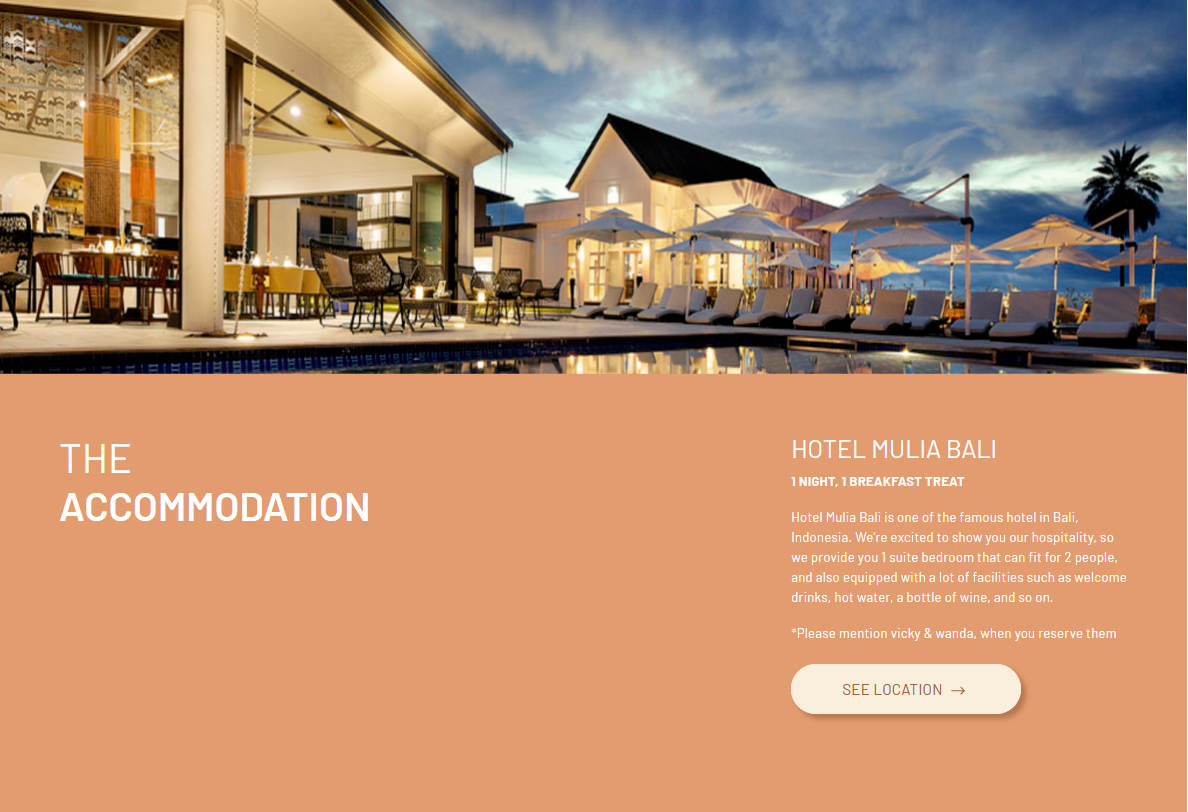 THE
ACCOMMODATION
HOTEL MULIA BALI
1 NIGHT, 1 BREAKFAST TREAT
Hotel Mulia Bali is one of the famous hotel in Bali,
Indonesia. We're excited to show you our hospitality, so
we provide you 1 suite bedroom that can fit for 2 people,
and also equipped with a lot of facilities such as welcome
drinks, hot water, a bottle of wine, and so on.
*Please mention vicky & wanda, when you reserve them
SEE LOCATION →